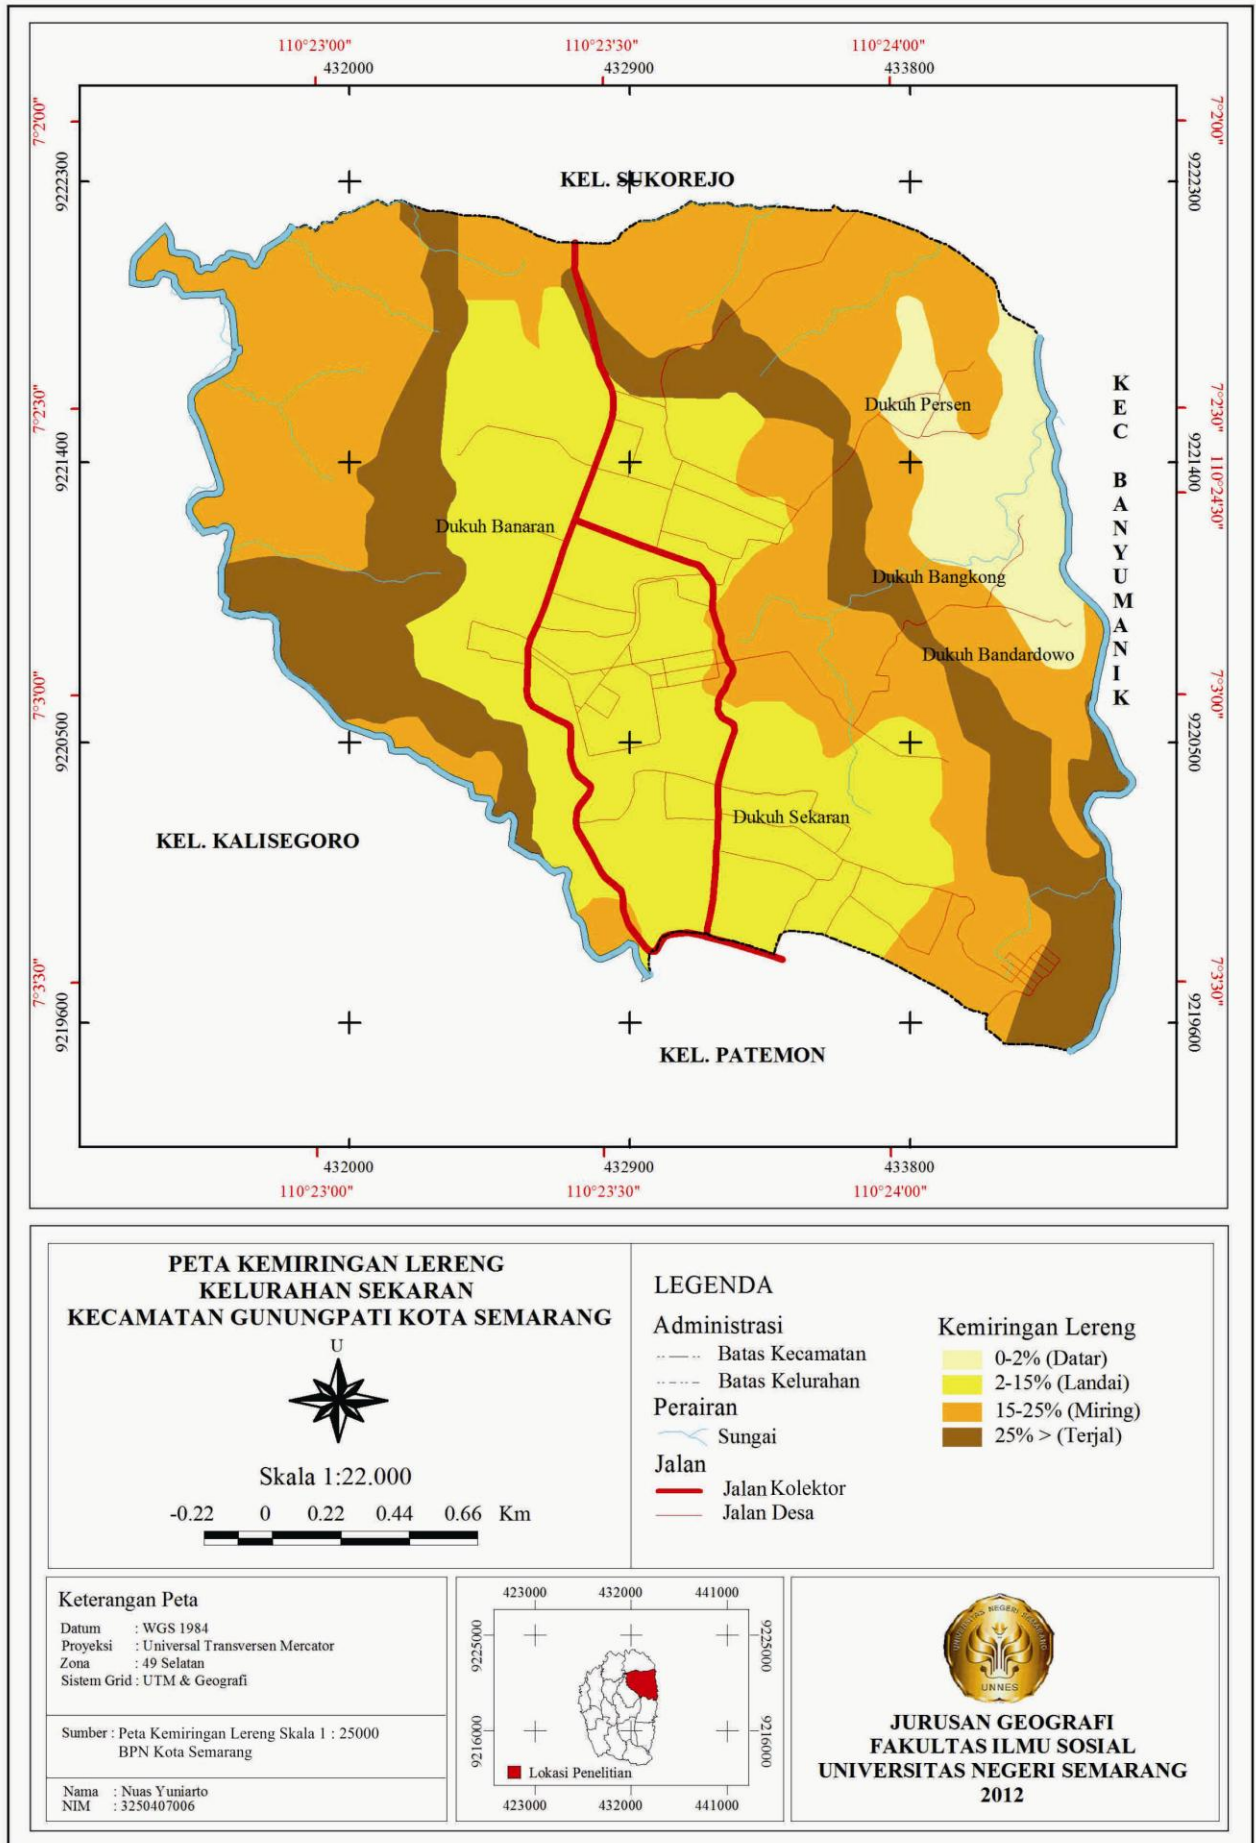 110°23'00" 110°23'30" 110°24'00"
432000 432900 433800
7°2'00" 7°2'00"
9222300 9222300
KEL. SUKOREJO
7°2'30" 7°2'30"
9221400 9221400
110°24'30"
Dukuh Persen
KEC BANYUMANIK
Dukuh Banaran
Dukuh Bangkong
Dukuh Bandardowo
7°3'00" 7°3'00"
9220500 9220500
Dukuh Sekaran
KEL. KALISEGORO
7°3'30" 7°3'30"
9219600 9219600
KEL. PATEMON
432000 432900 433800
110°23'00" 110°23'30" 110°24'00"
PETA KEMIRINGAN LERENG
KELURAHAN SEKARAN
KECAMATAN GUNUNGPATI KOTA SEMARANG
U
Skala 1:22.000
-0.22 0 0.22 0.44 0.66 Km
LEGENDA
Administrasi
Batas Kecamatan
Batas Kelurahan
Perairan
Sungai
Jalan
Jalan Kolektor
Jalan Desa
Kemiringan Lereng
0-2% (Datar)
2-15% (Landai)
15-25% (Miring)
25% > (Terjal)
Keterangan Peta
Datum : WGS 1984
Proyeksi : Universal Transversen Mercator
Zona : 49 Selatan
Sistem Grid : UTM & Geografi
Sumber : Peta Kemiringan Lereng Skala 1 : 25000
BPN Kota Semarang
Nama : Nuas Yuniarto
NIM : 3250407006
423000 432000 441000
9225000 9225000
9216000 9216000
Lokasi Penelitian
423000 432000 441000
UNIVERSITAS NEGERI SEMARANG
UNNES
JURUSAN GEOGRAFI
FAKULTAS ILMU SOSIAL
UNIVERSITAS NEGERI SEMARANG
2012